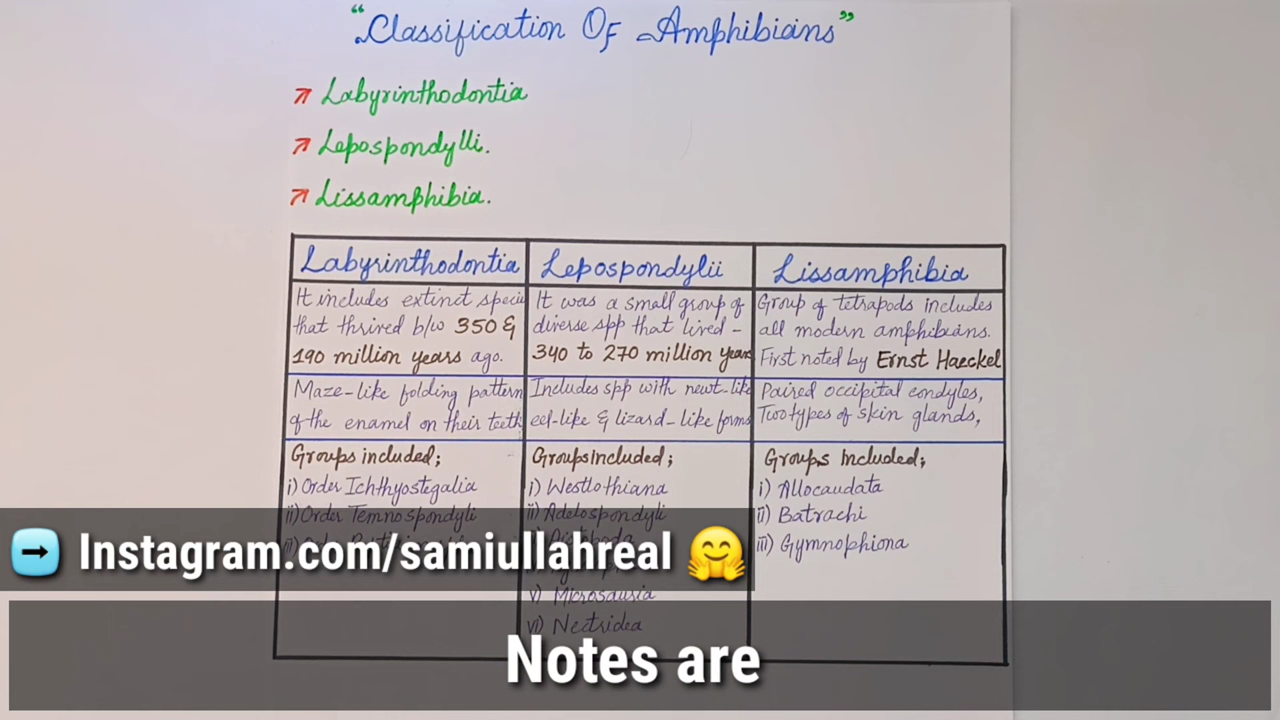 “Classification Of Amphibians”
Labyrinthodontia
Lepospondylli.
Lissamphibia.
Labyrinthodontia
It includes extinct specie
that thrived b/w 350 &
190 million years ago.
Maze-like folding pattern
of the enamel on their teeth
Groups included;
i) Order Ichthyostegalia
ii) Order Temnospondyli
Lepospondylii
It was a small group of
diverse spp that lived -
340 to 270 million years
Includes spp with newt-like
eel-like & lizard-like forms
Groups included;
i) Westlothiana
ii) Adelospondyli
v) Microsauria
vi) Nectridea
Lissamphibia
Group of tetrapods includes
all modern amphibians.
First noted by Ernst Haeckel
Paired occipital condyles,
Two types of skin glands,
Groups included;
i) Allocaudata
ii) Batrachi
iii) Gymnophiona
Instagram.com/samiullahreal
Notes are